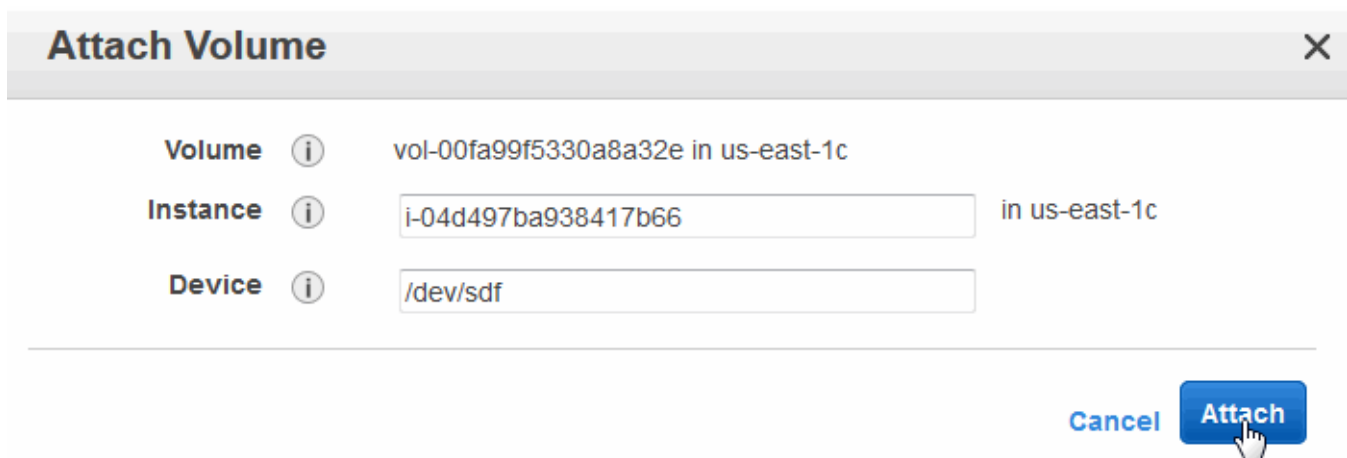 Attach Volume
Volume i vol-00fa99f5330a8a32e in us-east-1c
Instance i i-04d497ba938417b66 in us-east-1c
Device i /dev/sdf
Cancel Attach